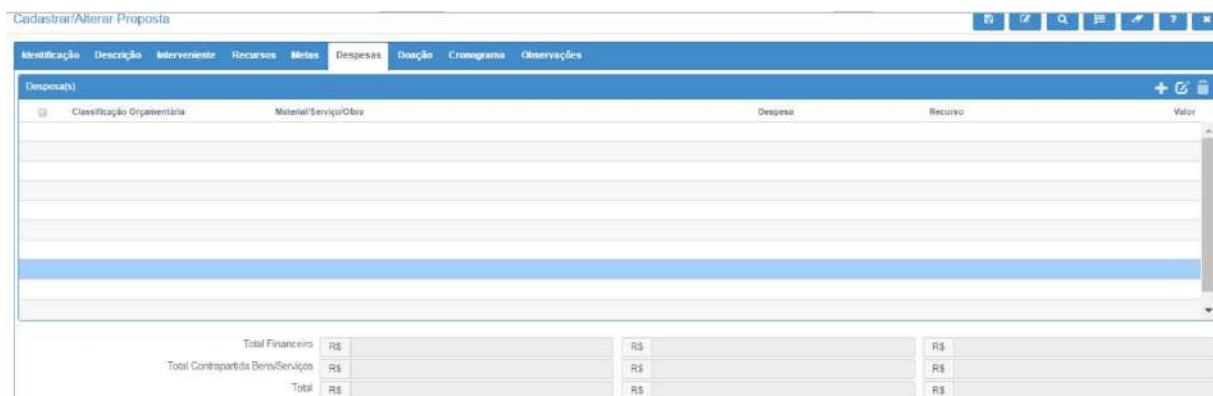 Cadastrar/Alterar Proposta
Identificação Descrição Interveniente Recursos Metas Despesas Doação Cronograma Observações
Despesa(s)
Classificação Orçamentária Material/Serviço/Obra Despesa Recurso Valor
Total Financeiro R$ R$ R$
Total Contrapartida Bens/Serviços R$ R$ R$
Total R$ R$ R$